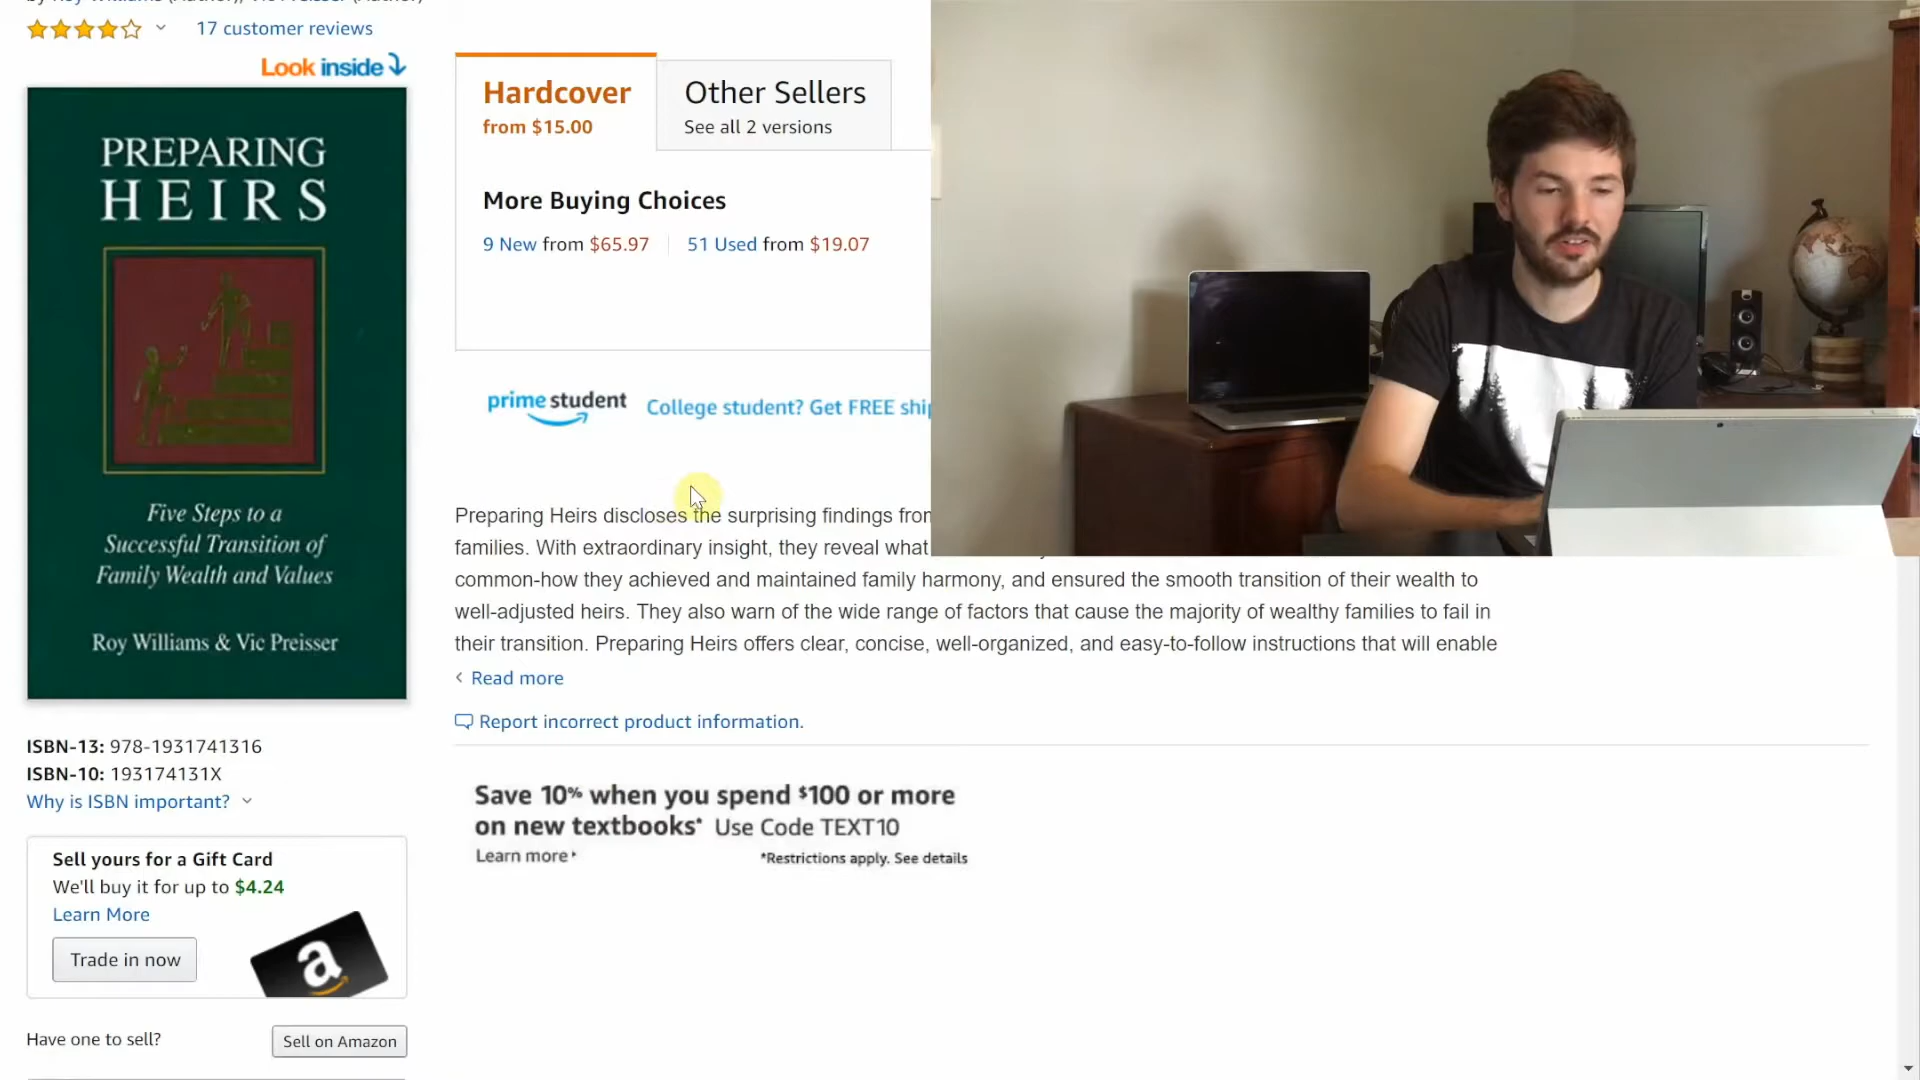 17 customer reviews
Look inside
PREPARING
HEIRS
Five Steps to a
Successful Transition of
Family Wealth and Values
Roy Williams & Vic Preisser
ISBN-13: 978-1931741316
ISBN-10: 193174131X
Why is ISBN important?
Sell yours for a Gift Card
We'll buy it for up to $4.24
Learn More
Trade in now
a
Have one to sell?
Sell on Amazon
Hardcover
from $15.00
Other Sellers
See all 2 versions
More Buying Choices
9 New from $65.97
51 Used from $19.07
prime student
College student? Get FREE
Preparing Heirs discloses the surprising findings
families. With extraordinary insight, they reveal what
common-how they achieved and maintained family harmony, and ensured the smooth transition of their wealth to
well-adjusted heirs. They also warn of the wide range of factors that cause the majority of wealthy families to fail in
their transition. Preparing Heirs offers clear, concise, well-organized, and easy-to-follow instructions that will enable
Read more
Report incorrect product information.
Save 10% when you spend $100 or more
on new textbooks* Use Code TEXT10
Learn more
*Restrictions apply. See details